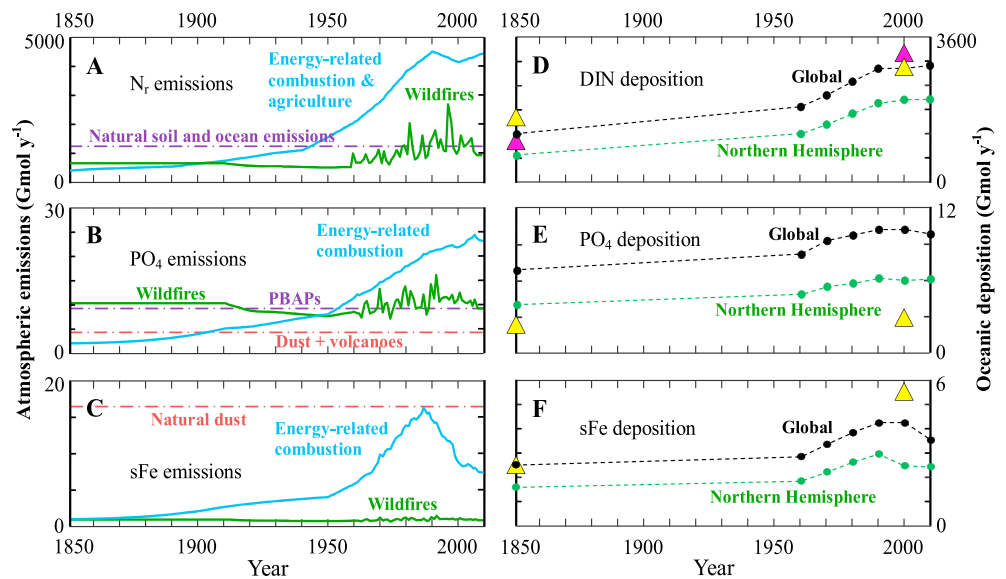 1850 1900 1950 2000
1850 1900 1950 2000
Atmospheric emissions (Gmol y⁻¹)
5000
0
A
Nᵣ emissions
Energy-related
combustion &
agriculture
Wildfires
Natural soil and ocean emissions
3600
0
D
DIN deposition
Global
Northern Hemisphere
Oceanic deposition (Gmol y⁻¹)
30
0
B
PO₄ emissions
Energy-related
combustion
Wildfires
PBAPs
Dust + volcanoes
12
0
E
PO₄ deposition
Global
Northern Hemisphere
20
0
C
Natural dust
Energy-related
combustion
sFe emissions
Wildfires
6
0
F
sFe deposition
Global
Northern Hemisphere
1850 1900 1950 2000
Year
1850 1900 1950 2000
Year